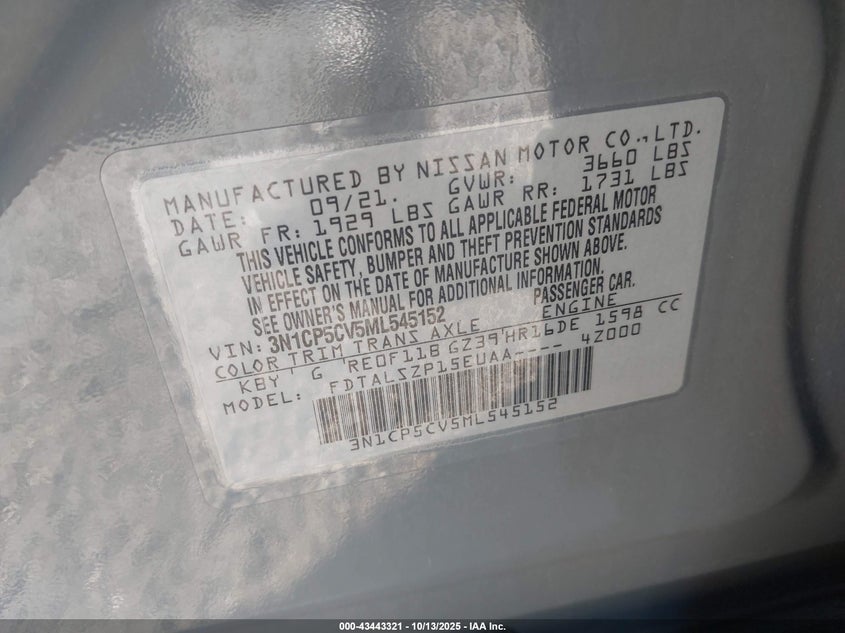 MANUFACTURED BY NISSAN MOTOR CO.,LTD.
DATE: 09/21. GVWR: 3660 LBS
GAWR FR: 1929 LBS GAWR RR: 1731 LBS
THIS VEHICLE CONFORMS TO ALL APPLICABLE FEDERAL MOTOR
VEHICLE SAFETY, BUMPER AND THEFT PREVENTION STANDARDS
IN EFFECT ON THE DATE OF MANUFACTURE SHOWN ABOVE.
SEE OWNER'S MANUAL FOR ADDITIONAL INFORMATION.
VIN: 3N1CP5CV5ML545152 PASSENGER CAR.
COLOR TRIM TRANS AXLE ENGINE
KBY G RE0F11B GZ39 HR16DE 1598 CC
MODEL: FDTALSZP15EUAA---- 4Z000
3N1CP5CV5ML545152
000-43443321 | 10/13/2025 | IAA Inc.